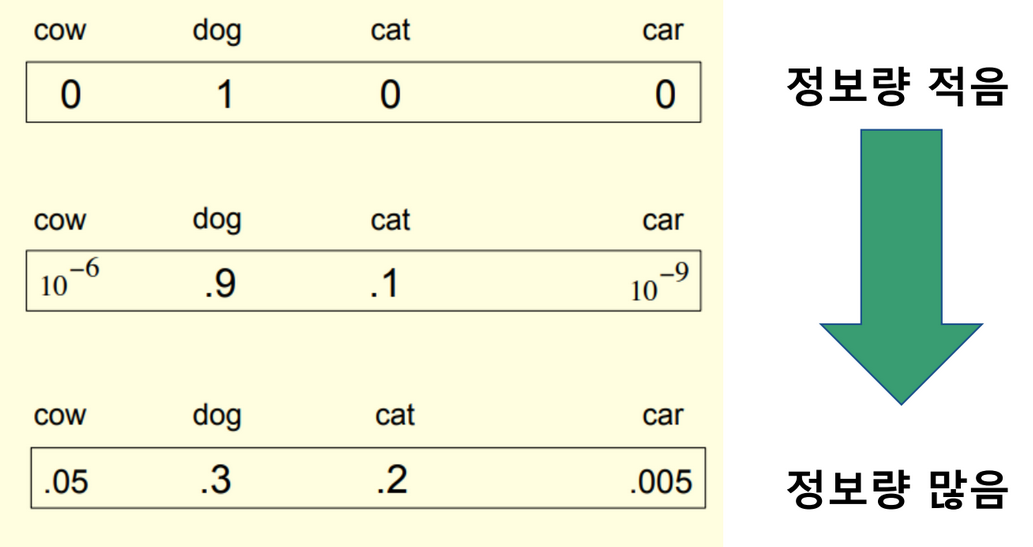 cow dog cat car
0 1 0 0
정보량 적음
cow dog cat car
10⁻⁶ .9 .1 10⁻⁹
cow dog cat car
.05 .3 .2 .005
정보량 많음